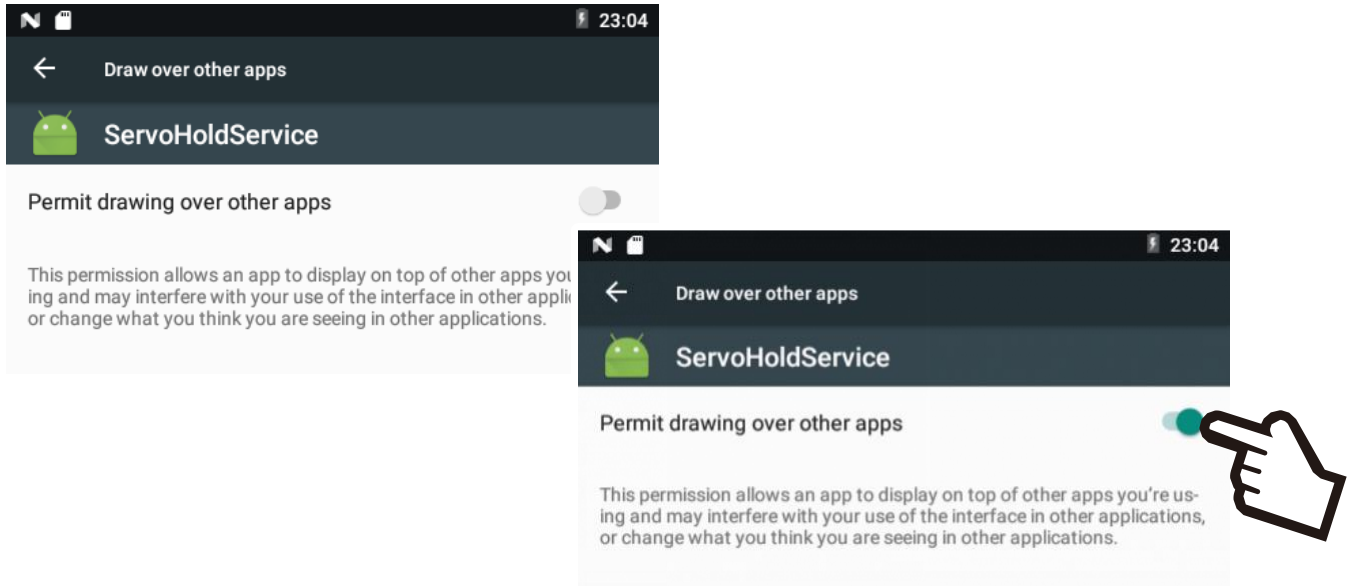 23:04
Draw over other apps
ServoHoldService
Permit drawing over other apps
This permission allows an app to display on top of other apps you
ing and may interfere with your use of the interface in other appli
or change what you think you are seeing in other applications.
23:04
Draw over other apps
ServoHoldService
Permit drawing over other apps
This permission allows an app to display on top of other apps you're us-
ing and may interfere with your use of the interface in other applications,
or change what you think you are seeing in other applications.